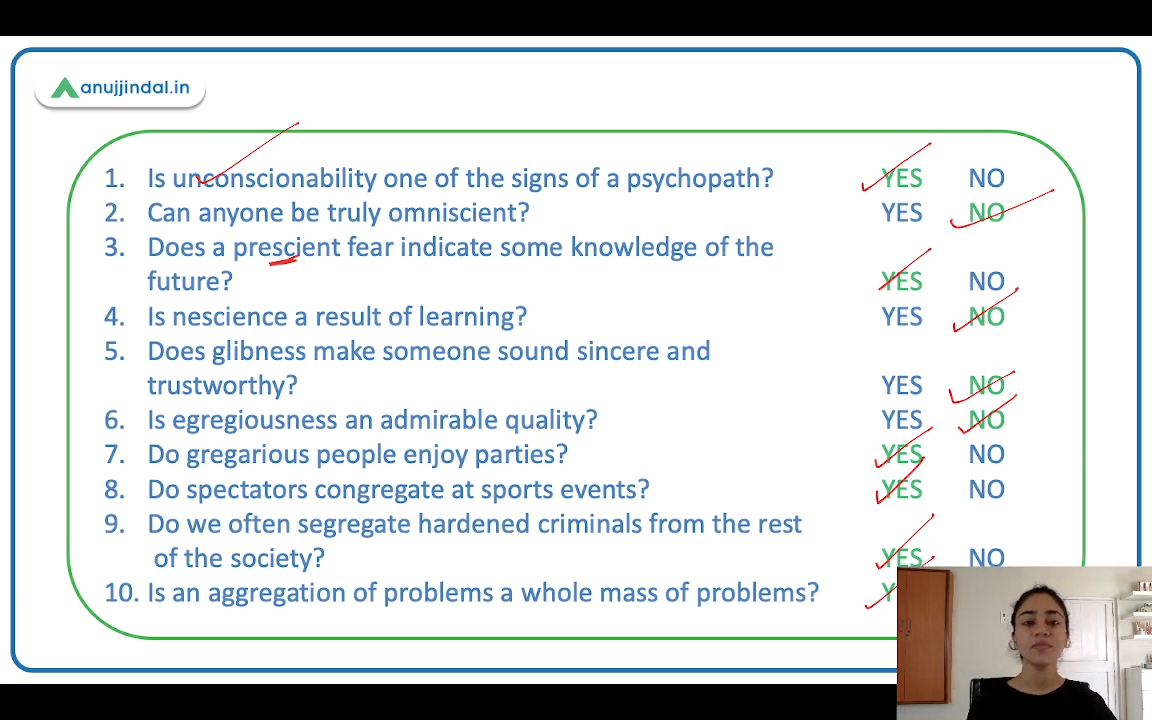 anujjindal.in
1. Is unconscionability one of the signs of a psychopath? YES NO
2. Can anyone be truly omniscient? YES NO
3. Does a prescient fear indicate some knowledge of the
future? YES NO
4. Is nescience a result of learning? YES NO
5. Does glibness make someone sound sincere and
trustworthy? YES NO
6. Is egregiousness an admirable quality? YES NO
7. Do gregarious people enjoy parties? YES NO
8. Do spectators congregate at sports events? YES NO
9. Do we often segregate hardened criminals from the rest
of the society? YES NO
10. Is an aggregation of problems a whole mass of problems?